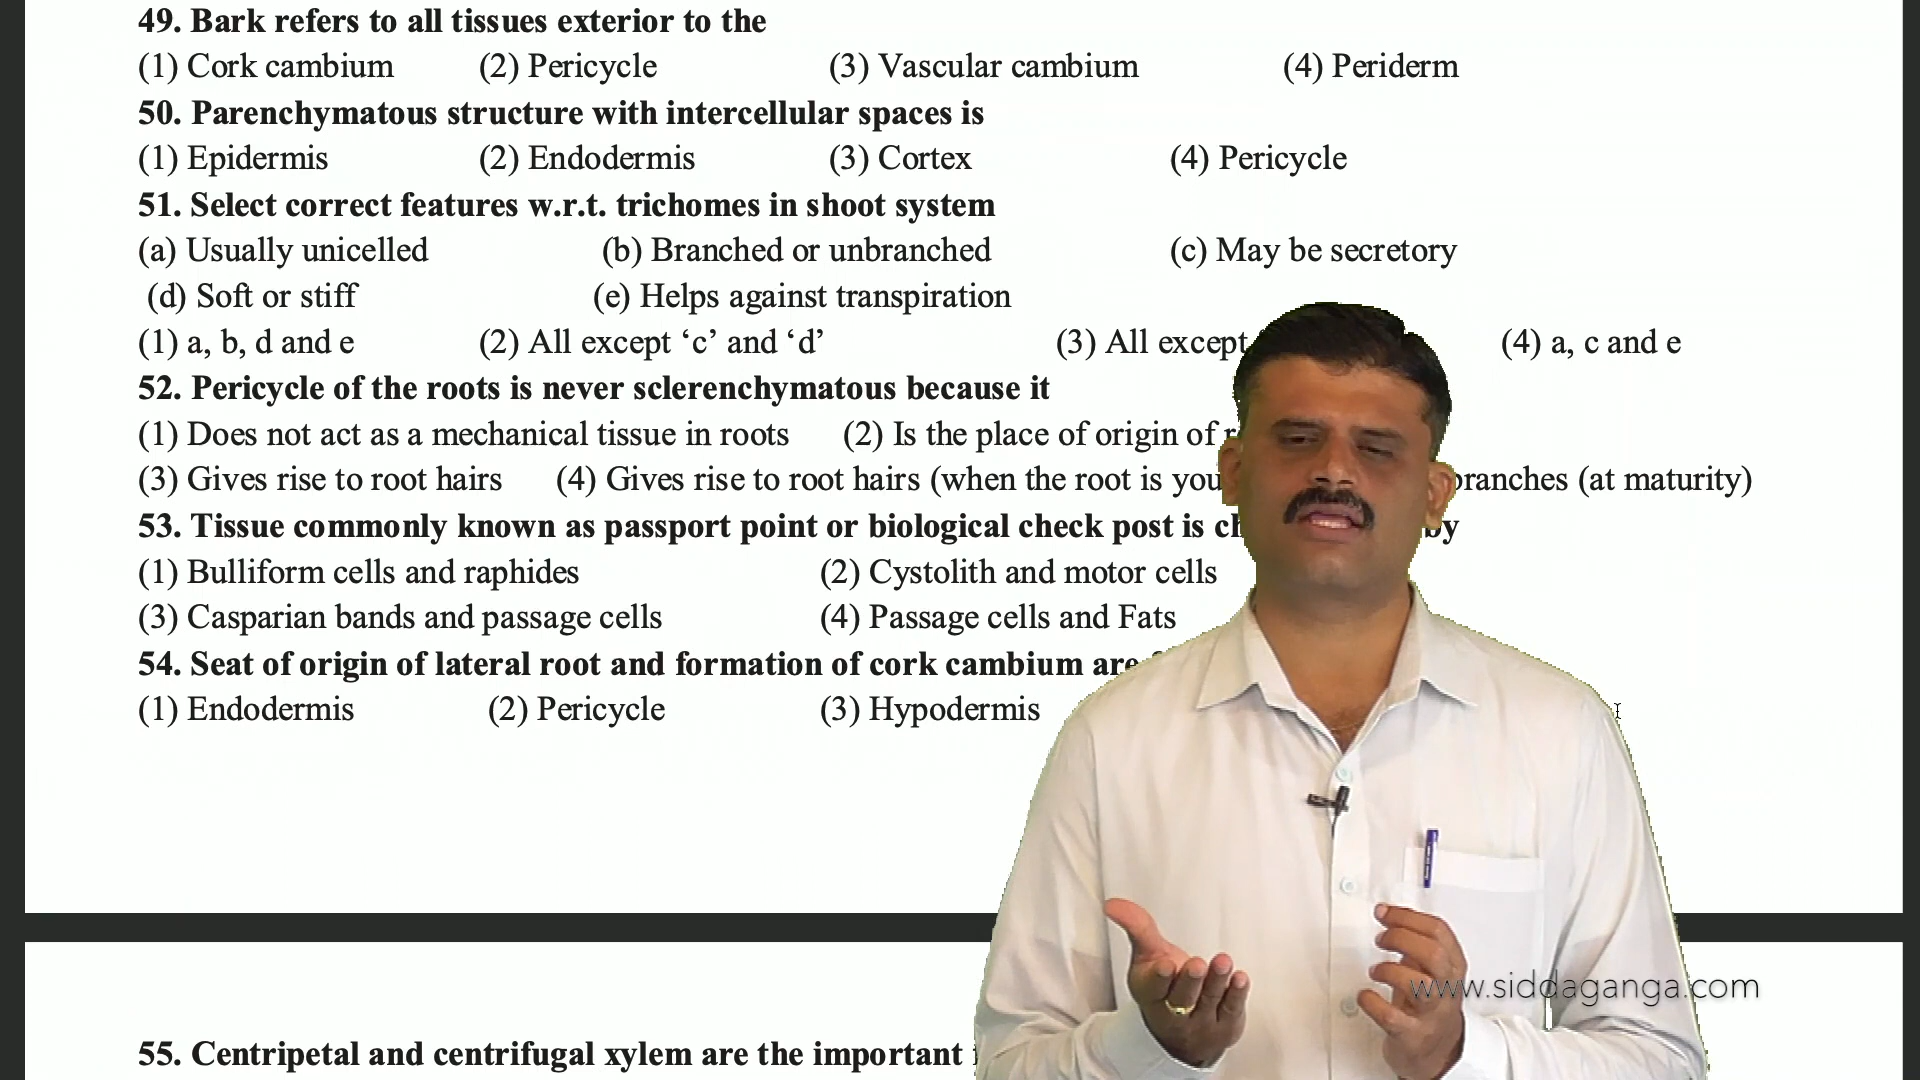 49. Bark refers to all tissues exterior to the
(1) Cork cambium (2) Pericycle (3) Vascular cambium (4) Periderm
50. Parenchymatous structure with intercellular spaces is
(1) Epidermis (2) Endodermis (3) Cortex (4) Pericycle
51. Select correct features w.r.t. trichomes in shoot system
(a) Usually unicelled (b) Branched or unbranched (c) May be secretory
(d) Soft or stiff (e) Helps against transpiration
(1) a, b, d and e (2) All except ‘c’ and ‘d’ (3) All except (4) a, c and e
52. Pericycle of the roots is never sclerenchymatous because it
(1) Does not act as a mechanical tissue in roots (2) Is the place of origin of
(3) Gives rise to root hairs (4) Gives rise to root hairs (when the root is branches (at maturity)
53. Tissue commonly known as passport point or biological check post is by
(1) Bulliform cells and raphides (2) Cystolith and motor cells
(3) Casparian bands and passage cells (4) Passage cells and Fats
54. Seat of origin of lateral root and formation of cork cambium are
(1) Endodermis (2) Pericycle (3) Hypodermis
www.siddaganga.com
55. Centripetal and centrifugal xylem are the important